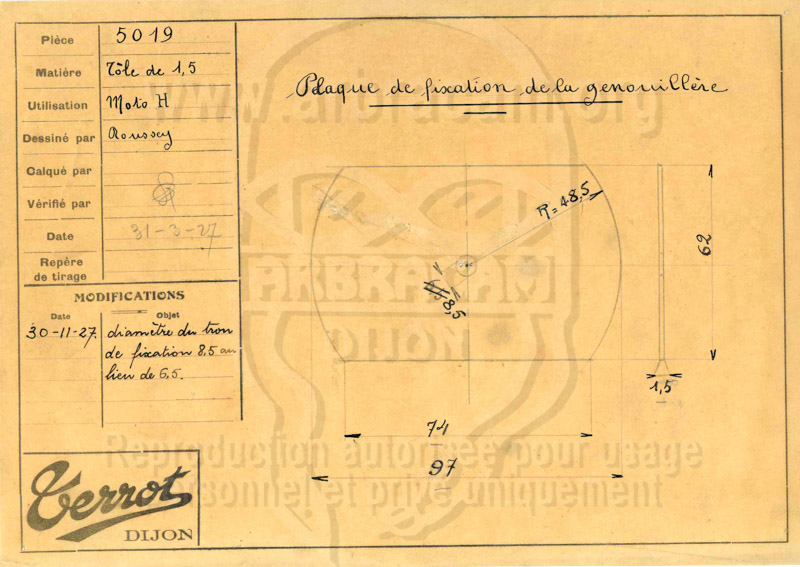 Pièce 5019
Matière Tôle de 1,5
Utilisation Moto H
Dessiné par Roussey
Calqué par
Vérifié par
Date 31-3-27
Repère
de tirage
MODIFICATIONS
Date Objet
30-11-27. diamètre du trou
de fixation 8,5 au
lieu de 6,5.
Terrot
DIJON
Plaque de fixation de la genouillère
R=48,5
8,5
62
1,5
74
97
www.arbracam.org
ARBRACAM
DIJON
Reproduction autorisée pour usage
personnel et privé uniquement